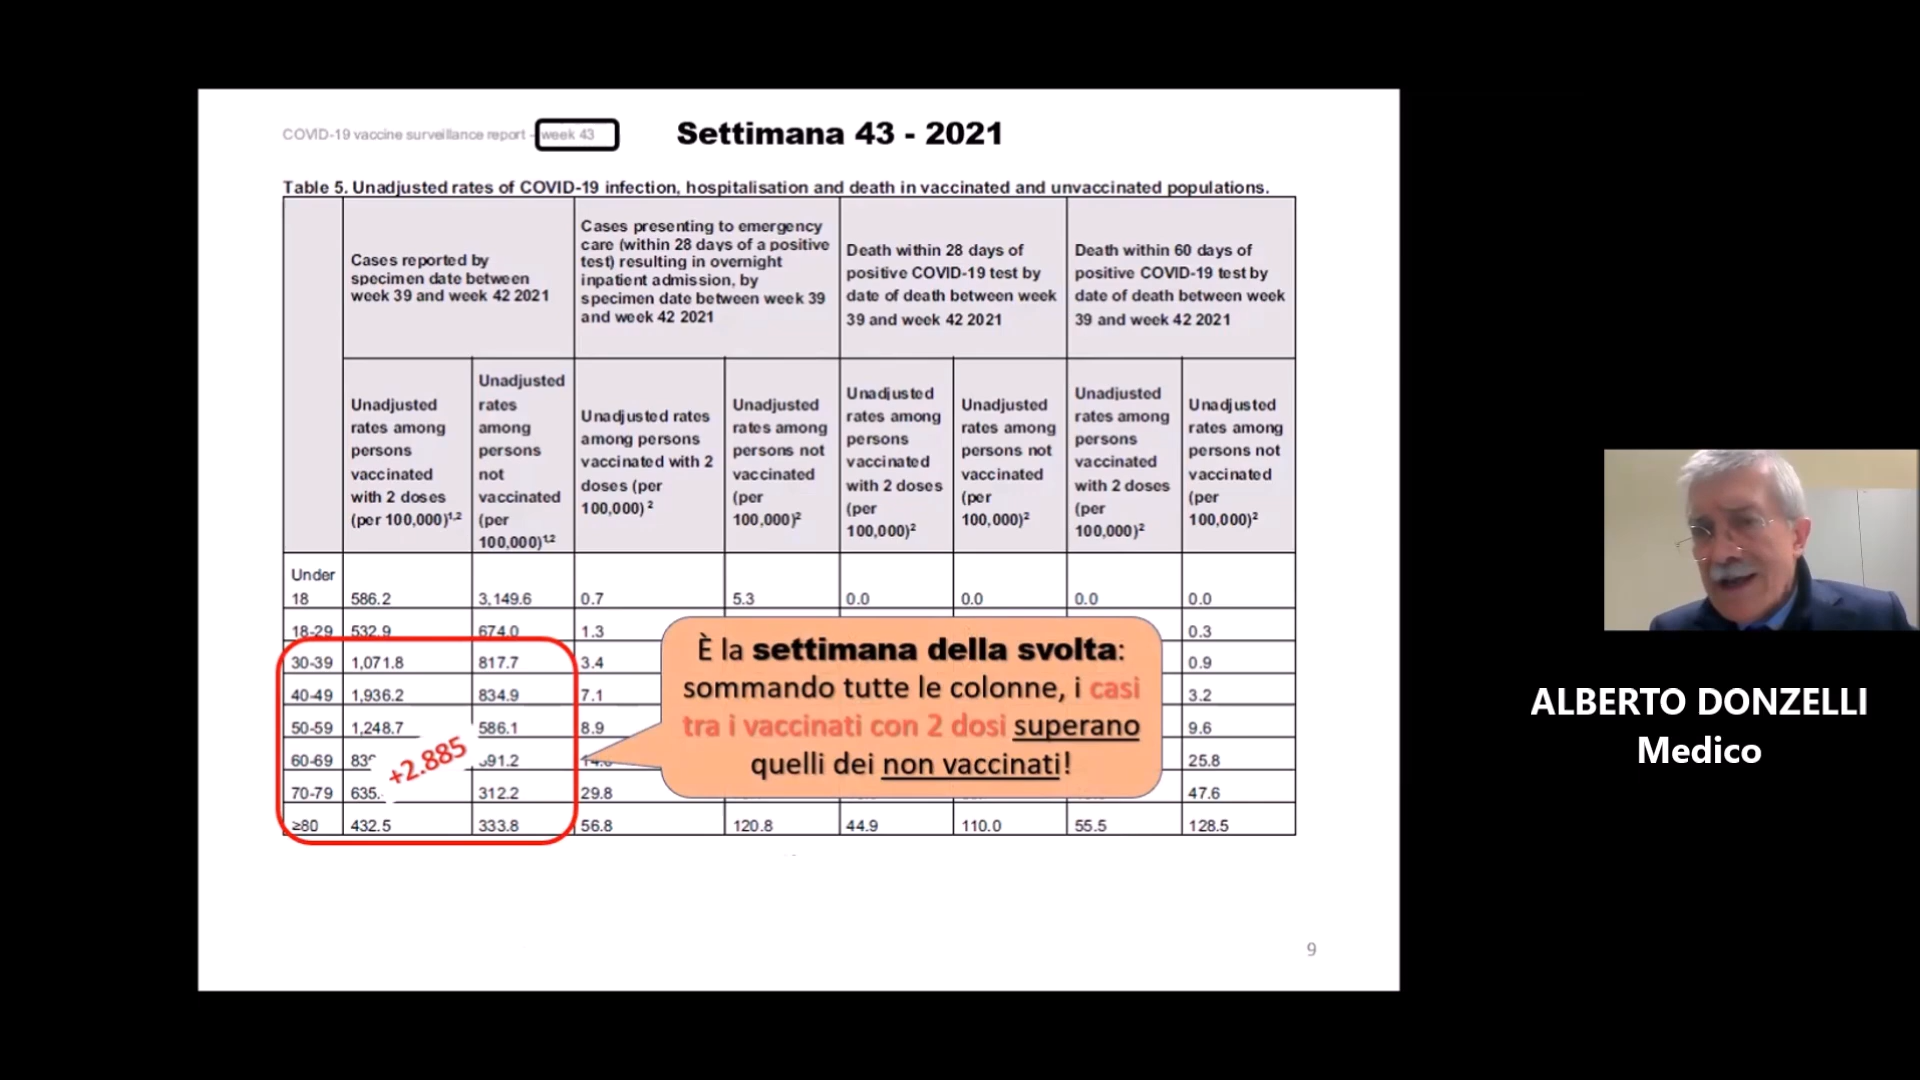 COVID-19 vaccine surveillance report - week 43
Settimana 43 - 2021
Table 5. Unadjusted rates of COVID-19 infection, hospitalisation and death in vaccinated and unvaccinated populations.
Cases reported by
specimen date between
week 39 and week 42 2021
Cases presenting to emergency
care (within 28 days of a positive
test) resulting in overnight
inpatient admission, by
specimen date between week 39
and week 42 2021
Death within 28 days of
positive COVID-19 test by
date of death between week
39 and week 42 2021
Death within 60 days of
positive COVID-19 test by
date of death between week
39 and week 42 2021
Unadjusted
rates among
persons
vaccinated
with 2 doses
(per 100,000)¹,²
Unadjusted
rates
among
persons
not
vaccinated
(per
100,000)¹,²
Unadjusted rates
among persons
vaccinated with 2
doses (per
100,000) ²
Unadjusted
rates among
persons not
vaccinated
(per
100,000)²
Unadjusted
rates among
persons
vaccinated
with 2 doses
(per
100,000)²
Unadjusted
rates among
persons not
vaccinated
(per
100,000)²
Unadjusted
rates among
persons
vaccinated
with 2 doses
(per
100,000)²
Unadjusted
rates among
persons not
vaccinated
(per
100,000)²
Under
18 586.2 3,149.6 0.7 5.3 0.0 0.0 0.0 0.0
18-29 532.9 674.0 1.3 0.3
30-39 1,071.8 817.7 3.4 0.9
40-49 1,936.2 834.9 7.1 3.2
50-59 1,248.7 586.1 8.9 9.6
60-69 25.8
70-79 635. 312.2 29.8 47.6
≥80 432.5 333.8 56.8 120.8 44.9 110.0 55.5 128.5
+2.885
È la settimana della svolta:
sommando tutte le colonne, i casi
tra i vaccinati con 2 dosi superano
quelli dei non vaccinati!
9
ALBERTO DONZELLI
Medico